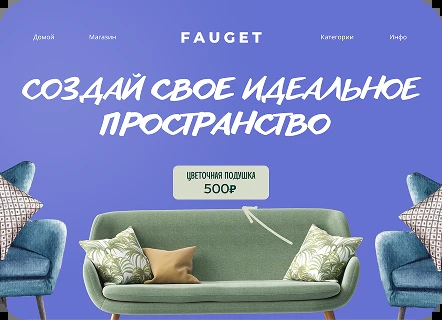 Домой Магазин FAUGET Категории Инфо
СОЗДАЙ СВОЕ ИДЕАЛЬНОЕ
ПРОСТРАНСТВО
ЦВЕТОЧНАЯ ПОДУШКА
500₽